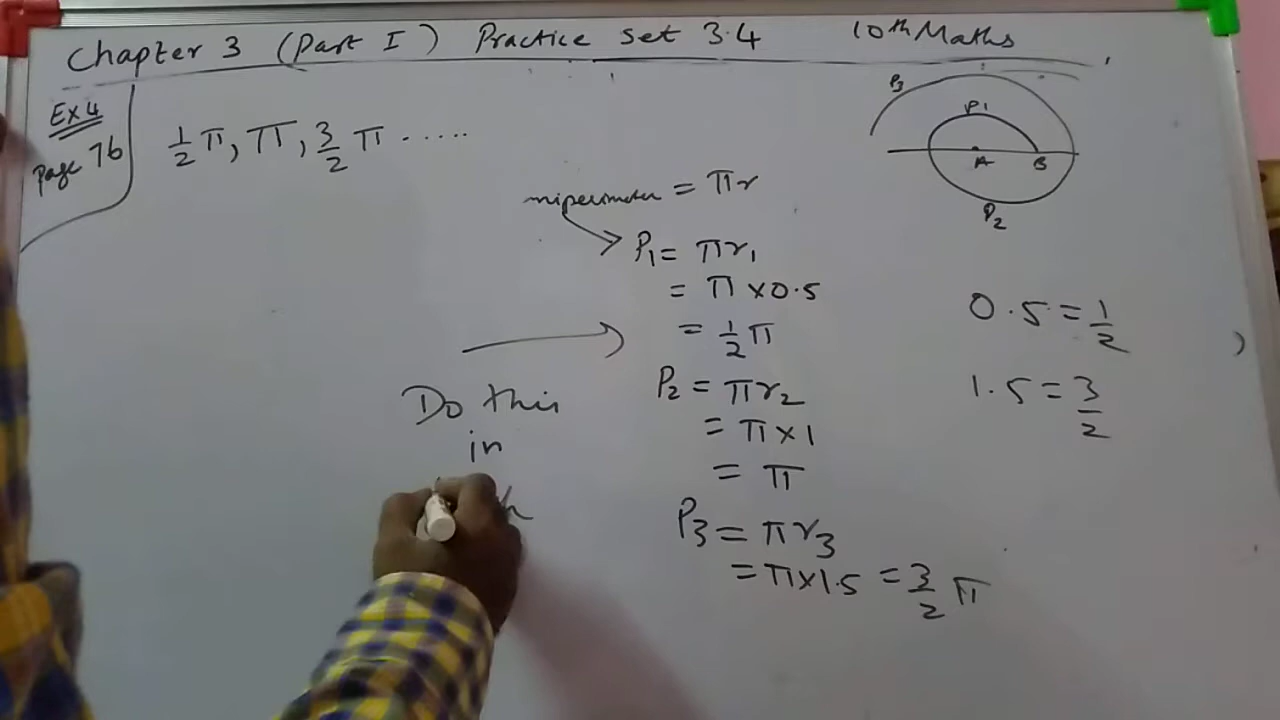 Chapter 3 (Part I) Practice Set 3.4 10th Maths
Ex 4
Page 76
1/2 π, π, 3/2 π .......
P3
P1
A B
P2
miperimeter = πr
P1 = πr1
= π × 0.5
= 1/2 π
0.5 = 1/2
P2 = πr2
= π × 1
= π
1.5 = 3/2
Do this
in
P3 = πr3
= π×1.5 = 3/2 π